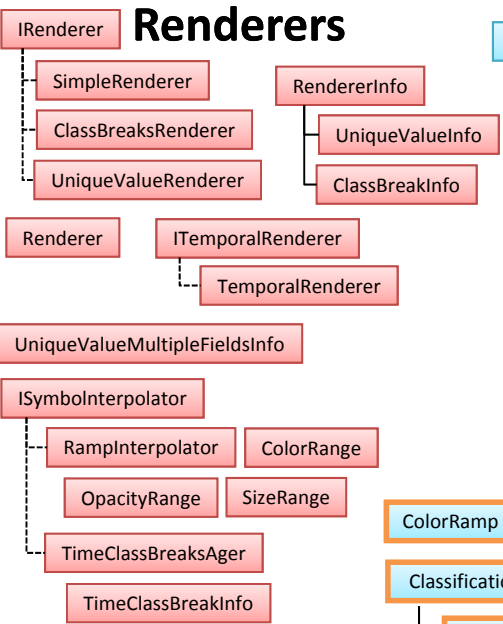 Renderers
IRenderer
SimpleRenderer
ClassBreaksRenderer
UniqueValueRenderer
RendererInfo
UniqueValueInfo
ClassBreakInfo
Renderer
ITemporalRenderer
TemporalRenderer
UniqueValueMultipleFieldsInfo
ISymbolnterpolator
RampInterpolator
ColorRange
OpacityRange
SizeRange
TimeClassBreaksAger
TimeClassBreakInfo
ColorRamp